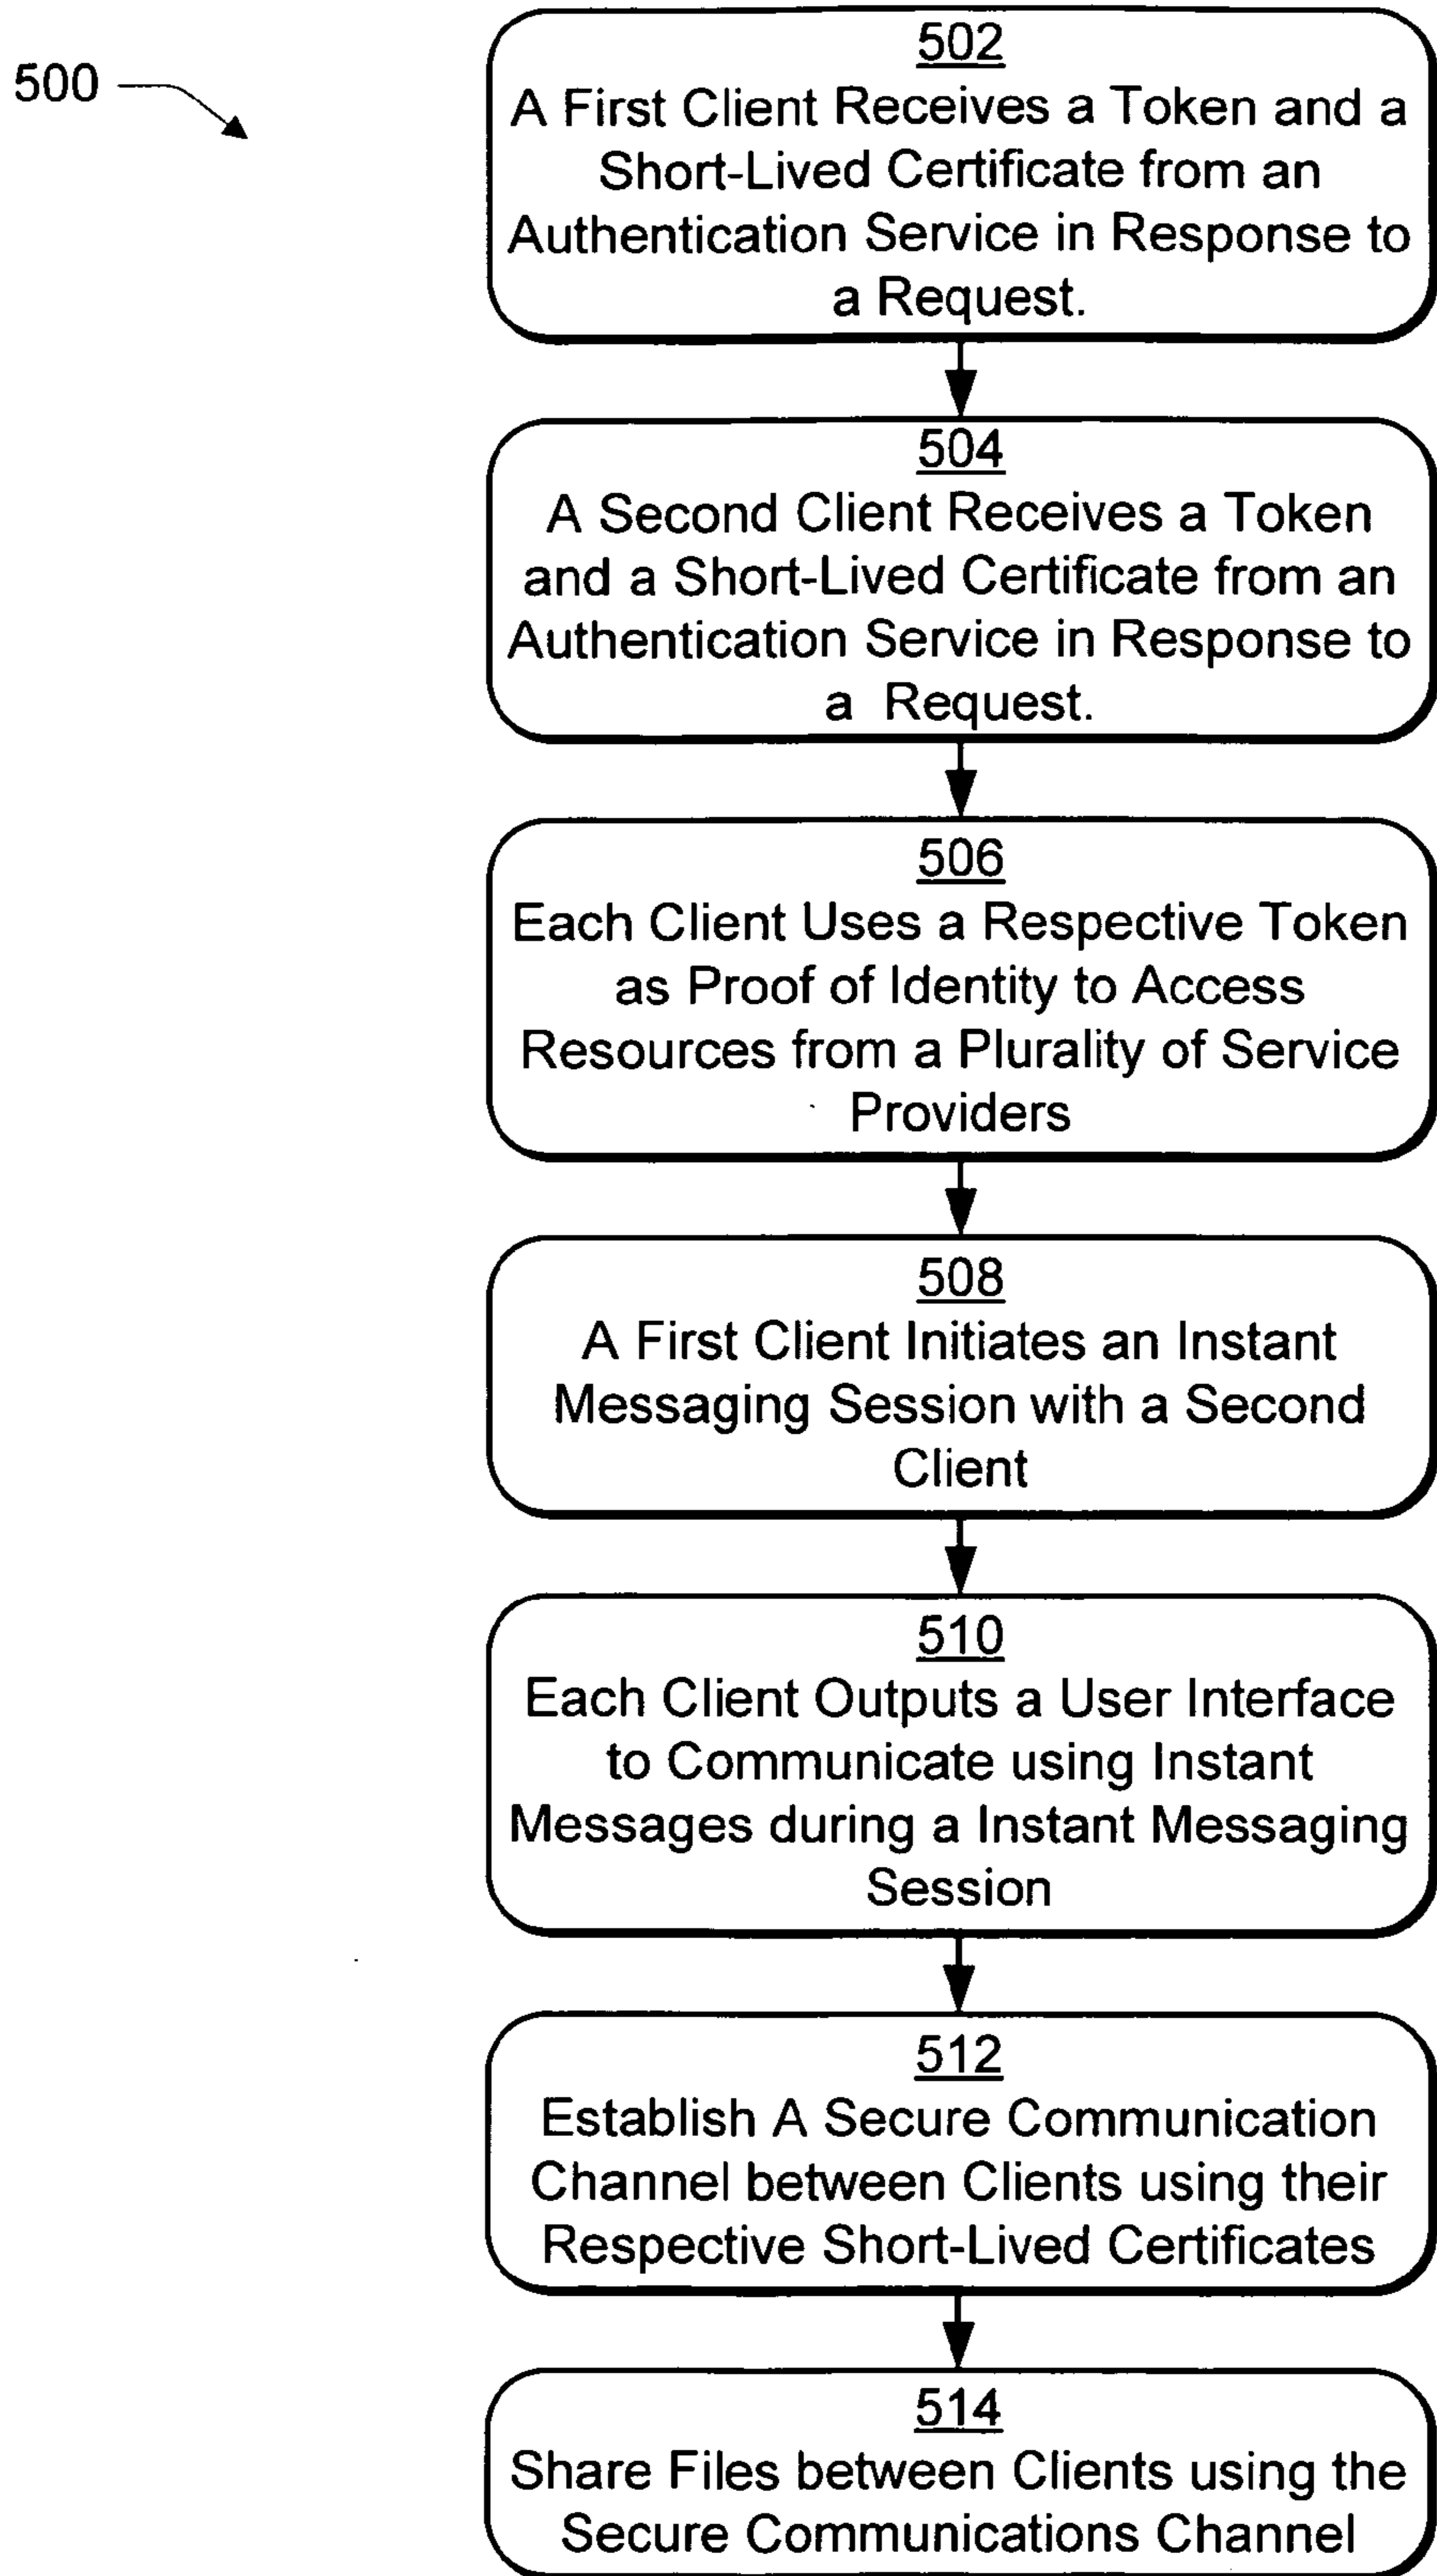 500
502
A First Client Receives a Token and a
Short-Lived Certificate from an
Authentication Service in Response to
a Request.
504
A Second Client Receives a Token
and a Short-Lived Certificate from an
Authentication Service in Response to
a Request.
506
Each Client Uses a Respective Token
as Proof of Identity to Access
Resources from a Plurality of Service
Providers
508
A First Client Initiates an Instant
Messaging Session with a Second
Client
510
Each Client Outputs a User Interface
to Communicate using Instant
Messages during a Instant Messaging
Session
512
Establish A Secure Communication
Channel between Clients using their
Respective Short-Lived Certificates
514
Share Files between Clients using the
Secure Communications Channel